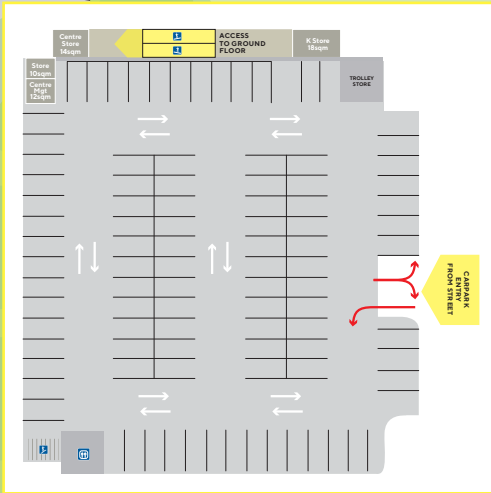 Centre
Store
14sqm
ACCESS
TO GROUND
FLOOR
K Store
18sqm
Store
10sqm
Centre
Mgt
12sqm
TROLLEY
STORE
CARPARK
ENTRY
FROM STREET